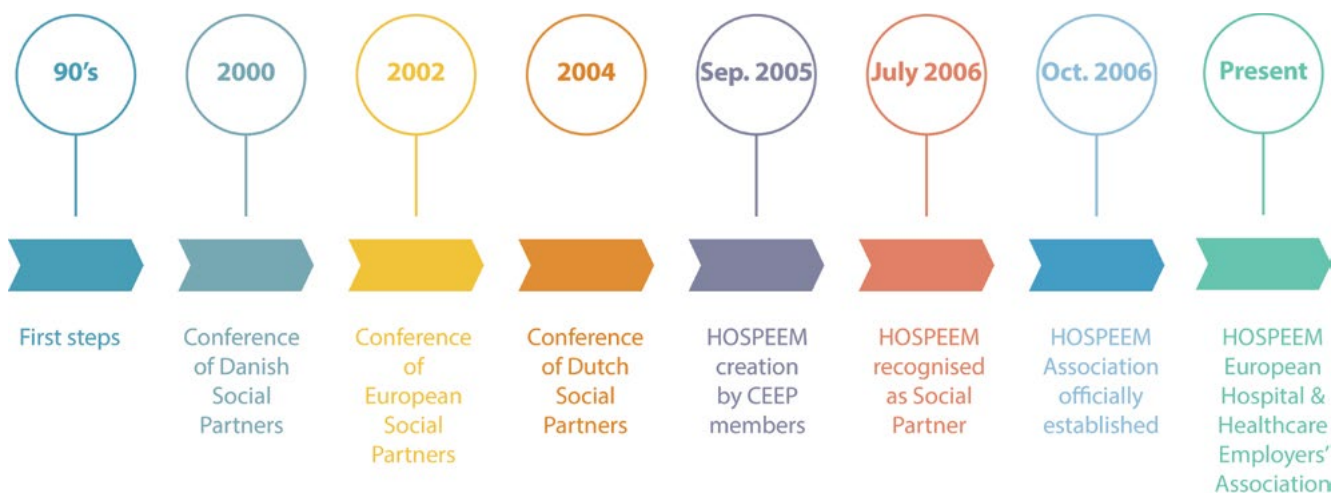 90's
2000
2002
2004
Sep. 2005
July 2006
Oct. 2006
Present
First steps
Conference
of Danish
Social
Partners
Conference
of
European
Social
Partners
Conference
of Dutch
Social
Partners
HOSPEEM
creation
by CEEP
members
HOSPEEM
recognised
as Social
Partner
HOSPEEM
Association
officially
established
HOSPEEM
European
Hospital &
Healthcare
Employers’
Association